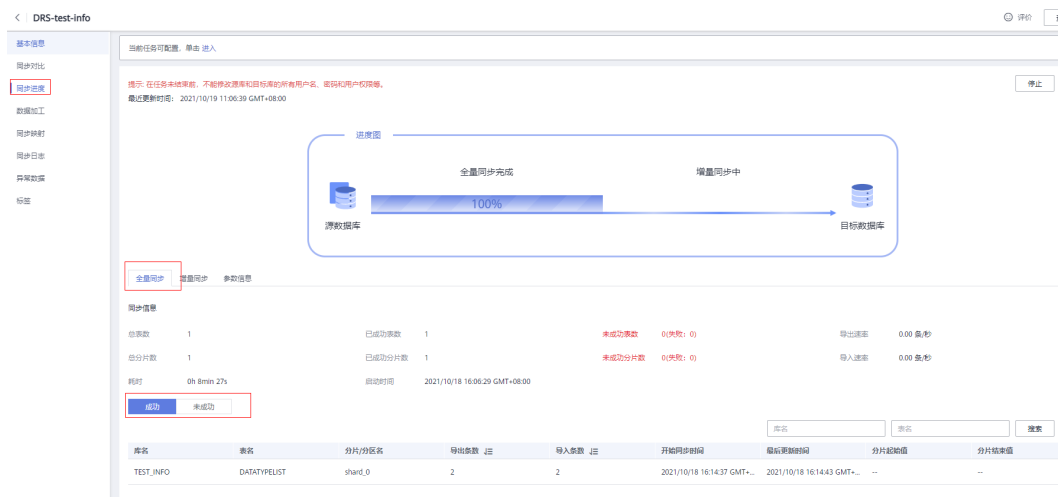 DRS-test-info
评价
基本信息
同步对比
同步进度
数据加工
同步映射
同步日志
异常数据
标签
当前任务可配置，单击 进入
提示: 在任务未结束前，不能修改源库和目标库的所有用户名、密码和用户权限等。
停止
最近更新时间： 2021/10/19 11:06:39 GMT+08:00
进度图
全量同步完成 增量同步中
100%
源数据库 目标数据库
全量同步 增量同步 参数信息
同步信息
总表数 1 已成功表数 1 未成功表数 0(失败：0) 导出速率 0.00 条/秒
总分片数 1 已成功分片数 1 未成功分片数 0(失败：0) 导入速率 0.00 条/秒
耗时 0h 8min 27s 启动时间 2021/10/18 16:06:29 GMT+08:00
成功 未成功
库名 表名 搜索
库名 表名 分片/分区名 导出条数 导入条数 开始同步时间 最后更新时间 分片起始值 分片结束值
TEST_INFO DATATYPELIST shard_0 2 2 2021/10/18 16:14:37 GMT+... 2021/10/18 16:14:43 GMT+... -- --